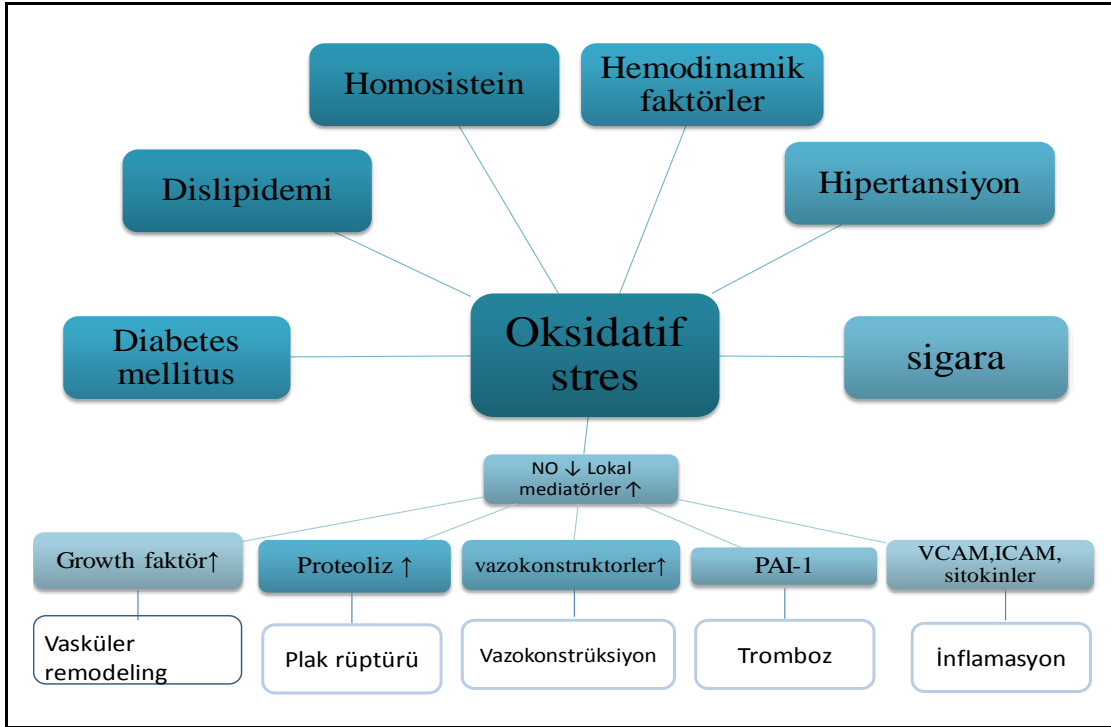 Homosistein
Hemodinamik
faktörler
Dislipidemi
Hipertansiyon
Diabetes
mellitus
Oksidatif
stres
sigara
NO ↓ Lokal
mediatörler ↑
Growth faktör↑
Proteoliz ↑
vazokonstruktorler↑
PAI-1
VCAM,ICAM,
sitokinler
Vasküler
remodeling
Plak rüptürü
Vazokonstrüksiyon
Tromboz
İnflamasyon